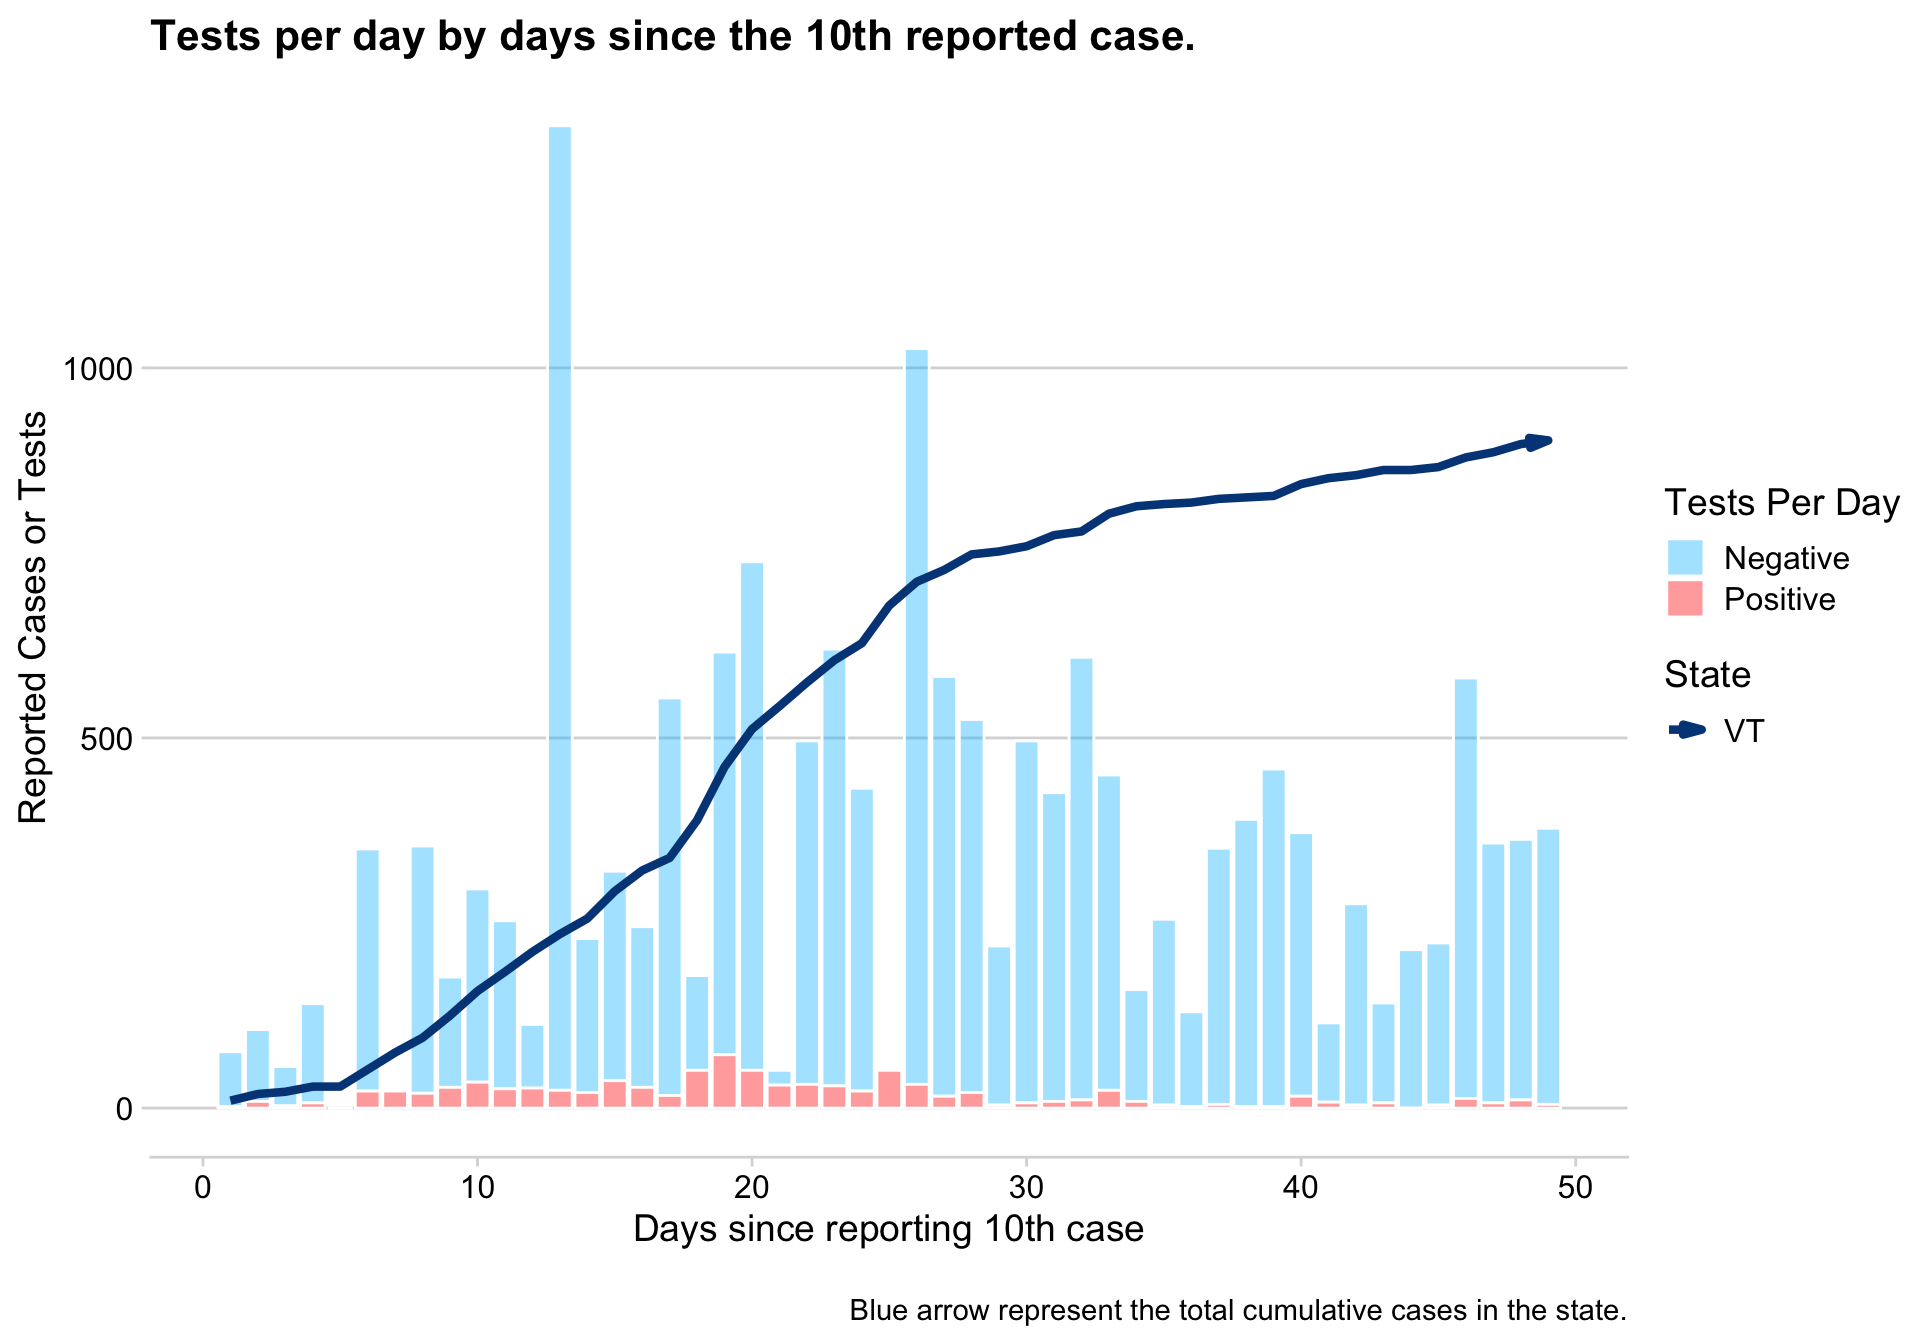 Tests per day by days since the 10th reported case.
Reported Cases or Tests
1000
500
0
0 10 20 30 40 50
Days since reporting 10th case
Tests Per Day
Negative
Positive
State
VT
Blue arrow represent the total cumulative cases in the state.